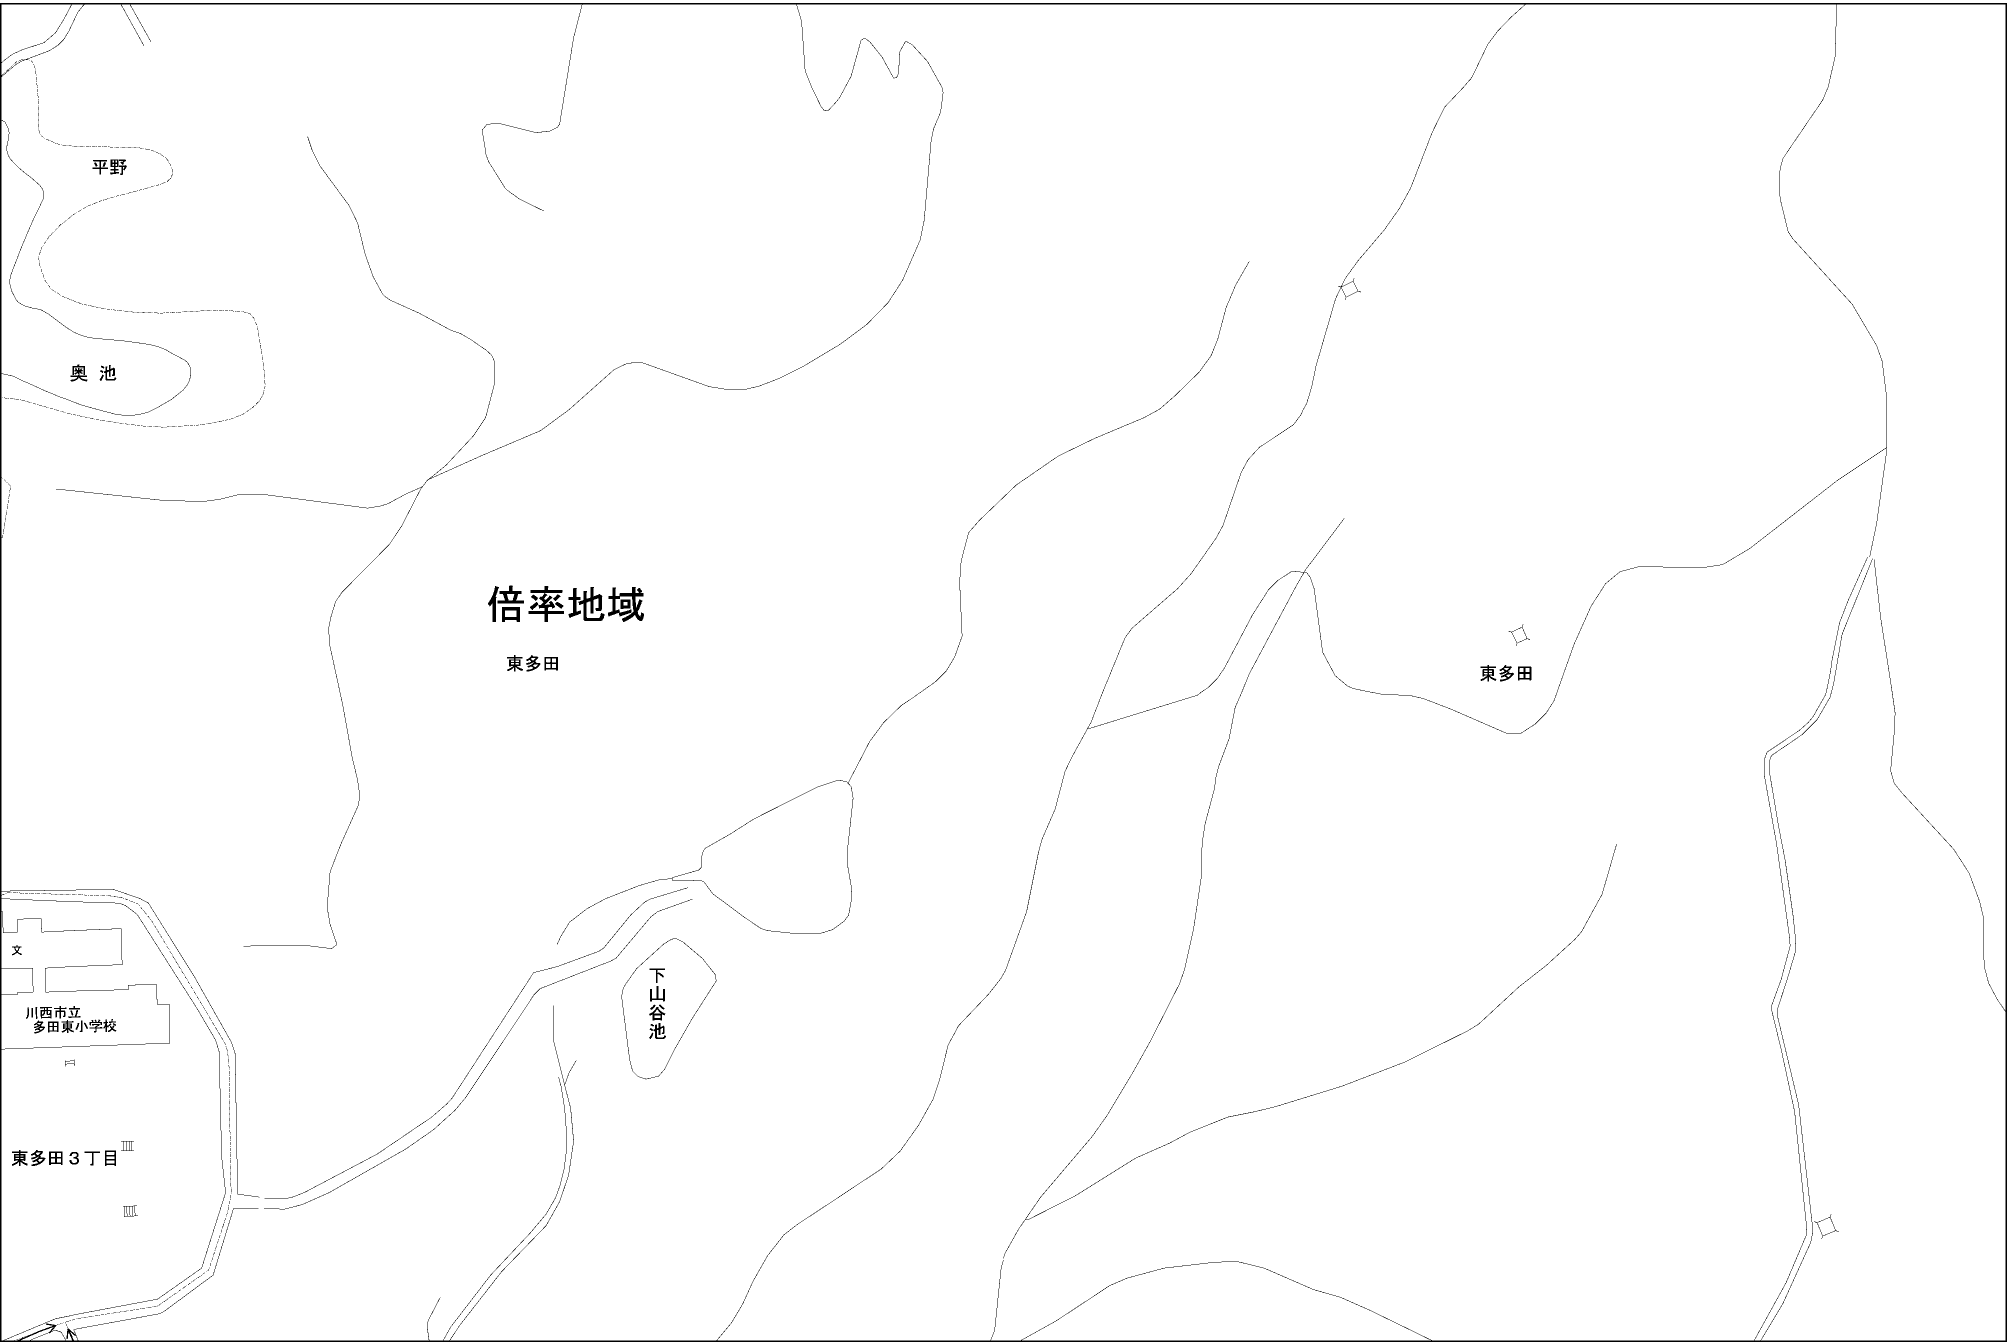 平野
奥 池
倍率地域
東多田
東多田
文
下山谷池
川西市立
多田東小学校
東多田３丁目